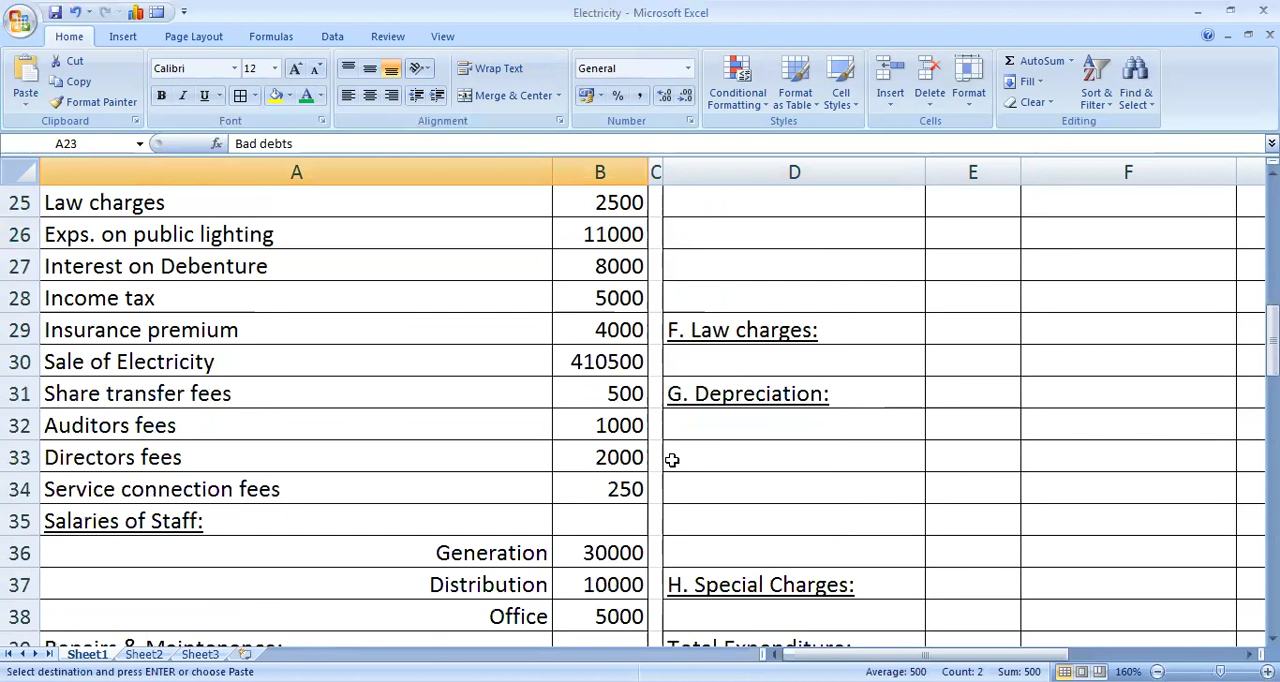 Electricity - Microsoft Excel
Home Insert Page Layout Formulas Data Review View
Paste
Cut
Copy
Format Painter
Clipboard
Calibri 12
B I U
Font
Wrap Text
Merge & Center
Alignment
General
% ,
Number
Conditional Formatting
Format as Table
Cell Styles
Styles
Insert Delete Format
Cells
AutoSum
Fill
Clear
Sort & Filter
Find & Select
Editing
A23 fx Bad debts
A B C D E F
25 Law charges 2500
26 Exps. on public lighting 11000
27 Interest on Debenture 8000
28 Income tax 5000
29 Insurance premium 4000 F. Law charges:
30 Sale of Electricity 410500
31 Share transfer fees 500 G. Depreciation:
32 Auditors fees 1000
33 Directors fees 2000
34 Service connection fees 250
35 Salaries of Staff:
36 Generation 30000
37 Distribution 10000 H. Special Charges:
38 Office 5000
39 Repairs & Maintenance: Total Expenditure:
Sheet1 Sheet2 Sheet3
Select destination and press ENTER or choose Paste Average: 500 Count: 2 Sum: 500 160%